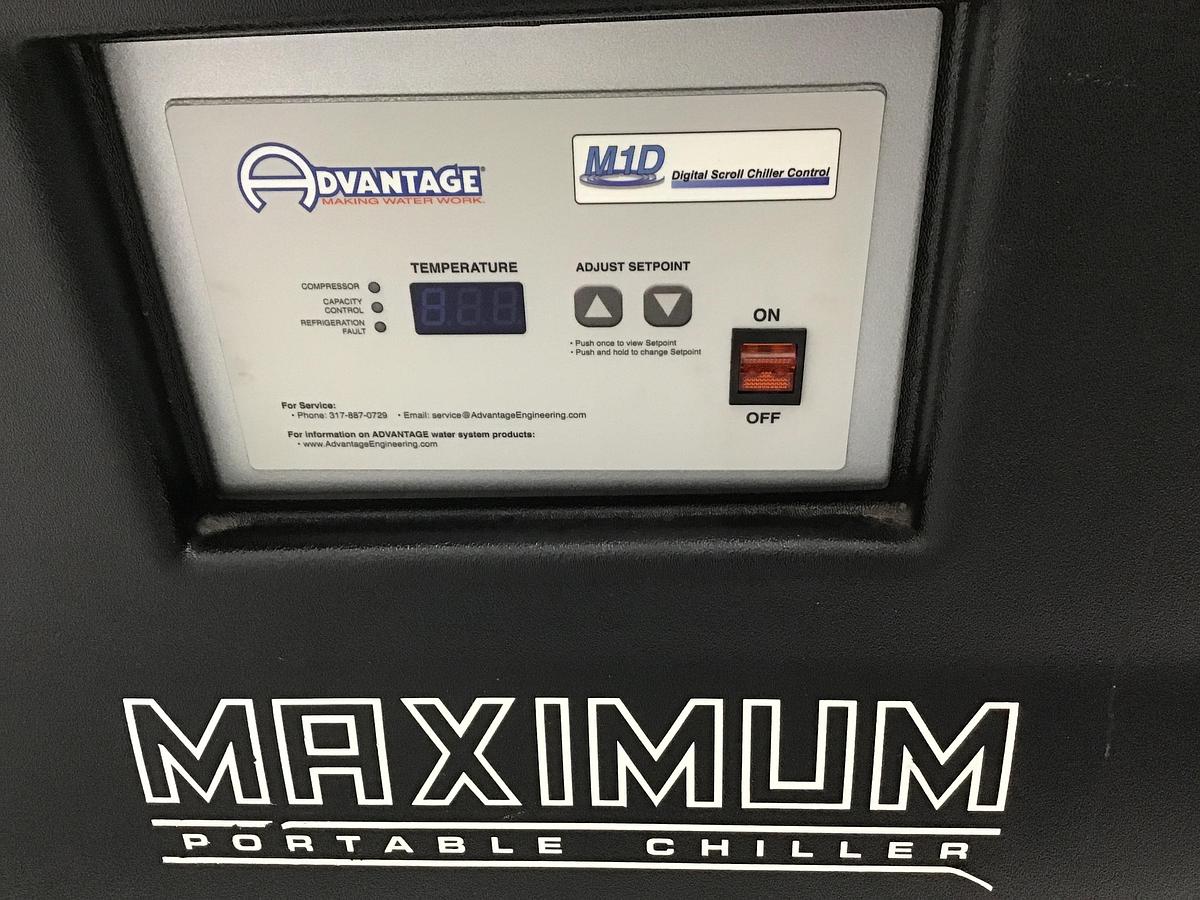 ADVANTAGE®
MAKING WATER WORK.
M1D Digital Scroll Chiller Control
TEMPERATURE
ADJUST SETPOINT
COMPRESSOR
CAPACITY
CONTROL
REFRIGERATION
FAULT
• Push once to view Setpoint
• Push and hold to change Setpoint
ON
OFF
For Service:
• Phone: 317-887-0729 • Email: service@AdvantageEngineering.com
For information on ADVANTAGE water system products:
• www.AdvantageEngineering.com
MAXIMUM
PORTABLE CHILLER